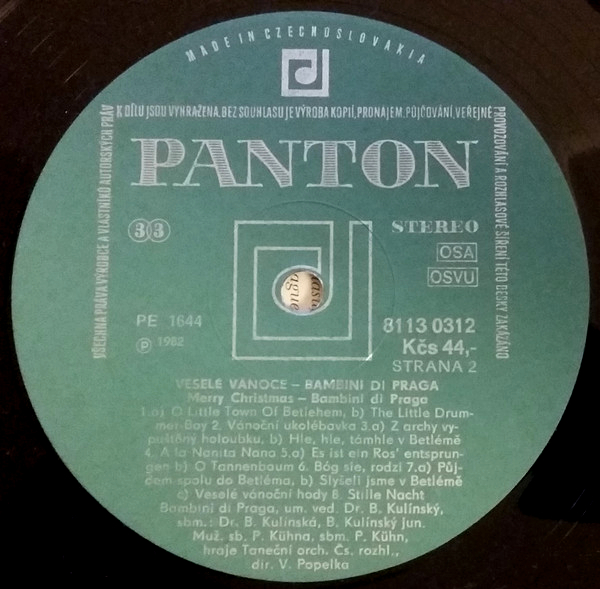 MADE IN CZECHOSLOVAKIA
VŠECHNA PRÁVA VÝROBCE A VLASTNÍKO AUTORSKÝCH PRÁV
K DÍLU JSOU VYHRAŽENA. BEZ SOUHLASU JE VÝROBA KOPIÍ, PRONÁJEM, PŮJČOVÁNÍ, VEŘEJNÉ
PROVOZOVÁNÍ A ROZHLASOVÉ ŠÍŘENÍ TÉTO DESKY ZAKÁZÁNO
PANTON
33
STEREO
OSA
OSVU
PE 1644
Ⓟ 1982
8113 0312
Kčs 44,-
STRANA 2
VESELÉ VÁNOCE – BAMBINI DI PRAGA
Merry Christmas – Bambini di Praga
1.a) O Little Town Of Betlehem, b) The Little Drum-
mer Boy 2. Vánoční ukolébavka 3.a) Z archy vy-
puštěný holoubku, b) Hle, hle, támhle v Betlémě
4. A la Nanita Nana 5.a) Es ist ein Ros' entsprun-
gen b) O Tannenbaum 6. Bóg sie, rodzi 7.a) Půj-
dem spolu do Betléma, b) Slyšeli jsme v Betlémě
c) Veselé vánoční hody 8. Stille Nacht
Bambini di Praga, um. ved. Dr. B. Kulínský,
sbm.: Dr. B. Kulínská, B. Kulínský jun.
Muž. sb. P. Kühna, sbm. P. Kühn,
hraje Taneční orch. Čs. rozhl.,
dir. V. Popelka